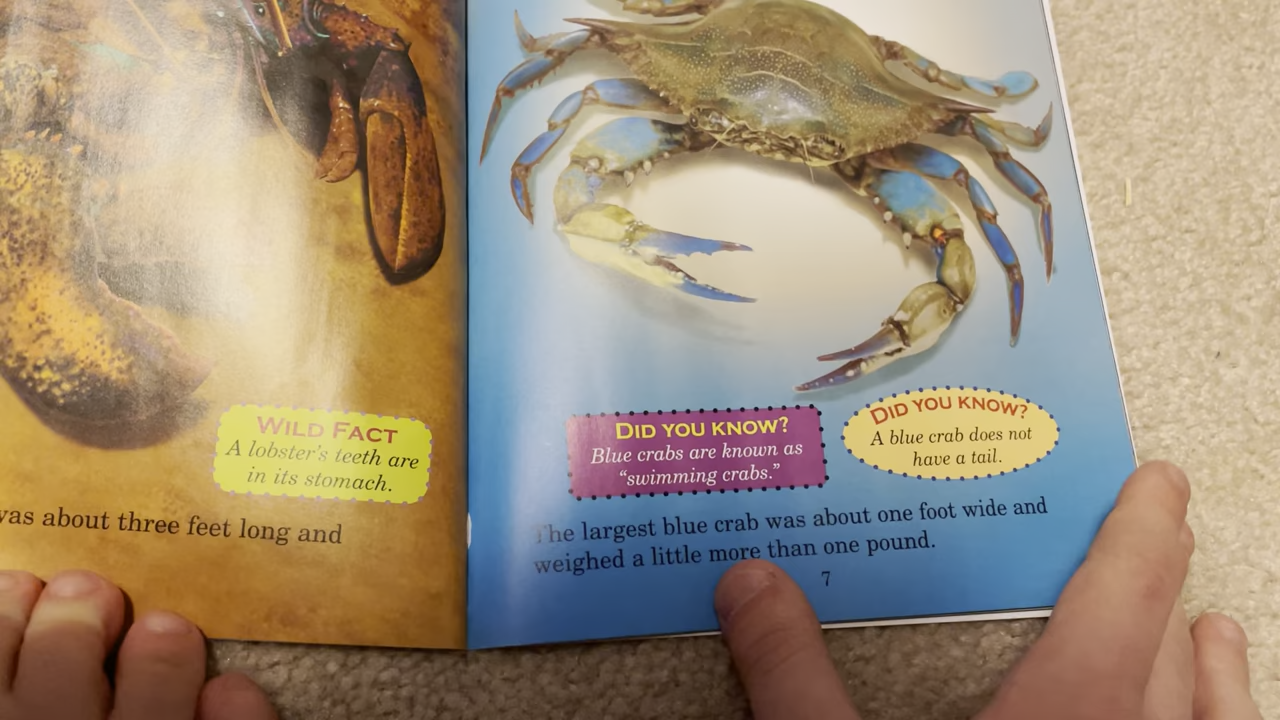 WILD FACT
A lobster's teeth are
in its stomach.
was about three feet long and
DID YOU KNOW?
Blue crabs are known as
"swimming crabs."
DID YOU KNOW?
A blue crab does not
have a tail.
The largest blue crab was about one foot wide and
weighed a little more than one pound.
7